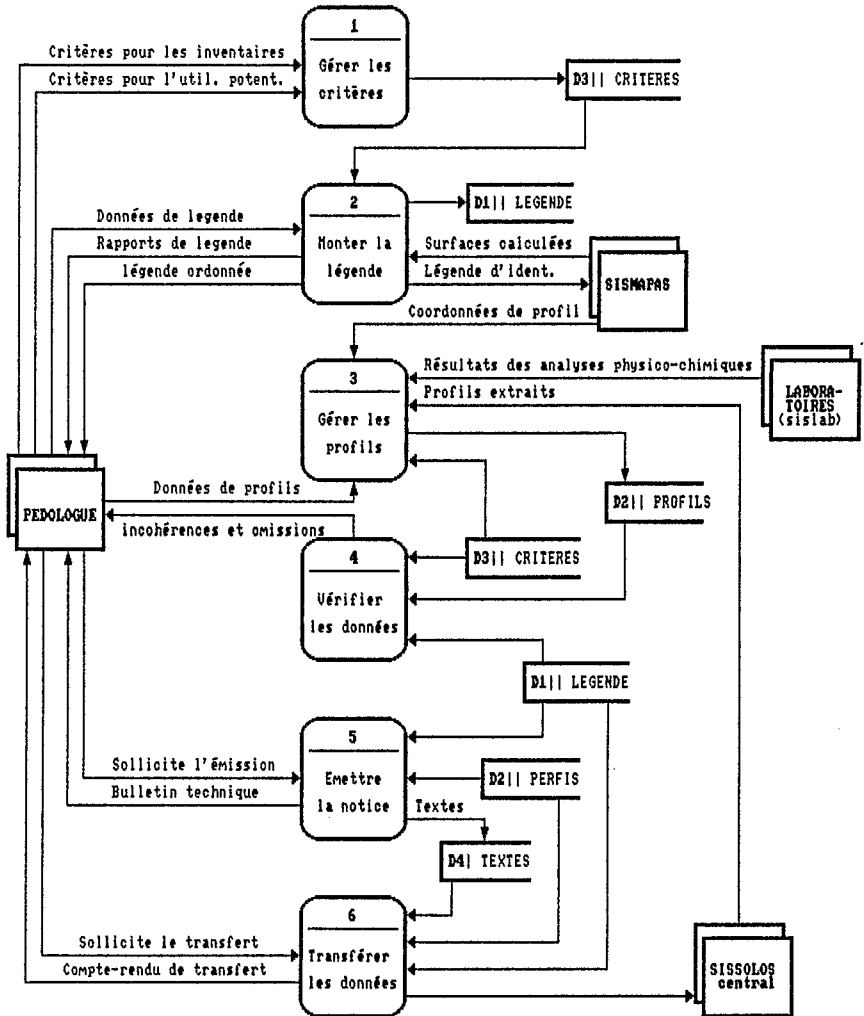 1
Gérer les
critères
Critères pour les inventaires
Critères pour l'util. potent.
D3|| CRITERES
2
Monter la
légende
D1|| LEGENDE
Données de legende
Rapports de legende
légende ordonnée
Surfaces calculées
Légende d'ident.
SISMAPAS
Coordonnées de profil
3
Gérer les
profils
Résultats des analyses physico-chimiques
Profils extraits
LABORA-
TOIRES
(sislab)
PEDOLOGUE
Données de profils
incohérences et omissions
D2|| PROFILS
D3|| CRITERES
4
Vérifier
les données
D1|| LEGENDE
5
Emettre
la notice
Sollicite l'émission
Bulletin technique
D2|| PERFIS
Textes
D4| TEXTES
6
Transférer
les données
Sollicite le transfert
Compte-rendu de transfert
SISSOLOS
central